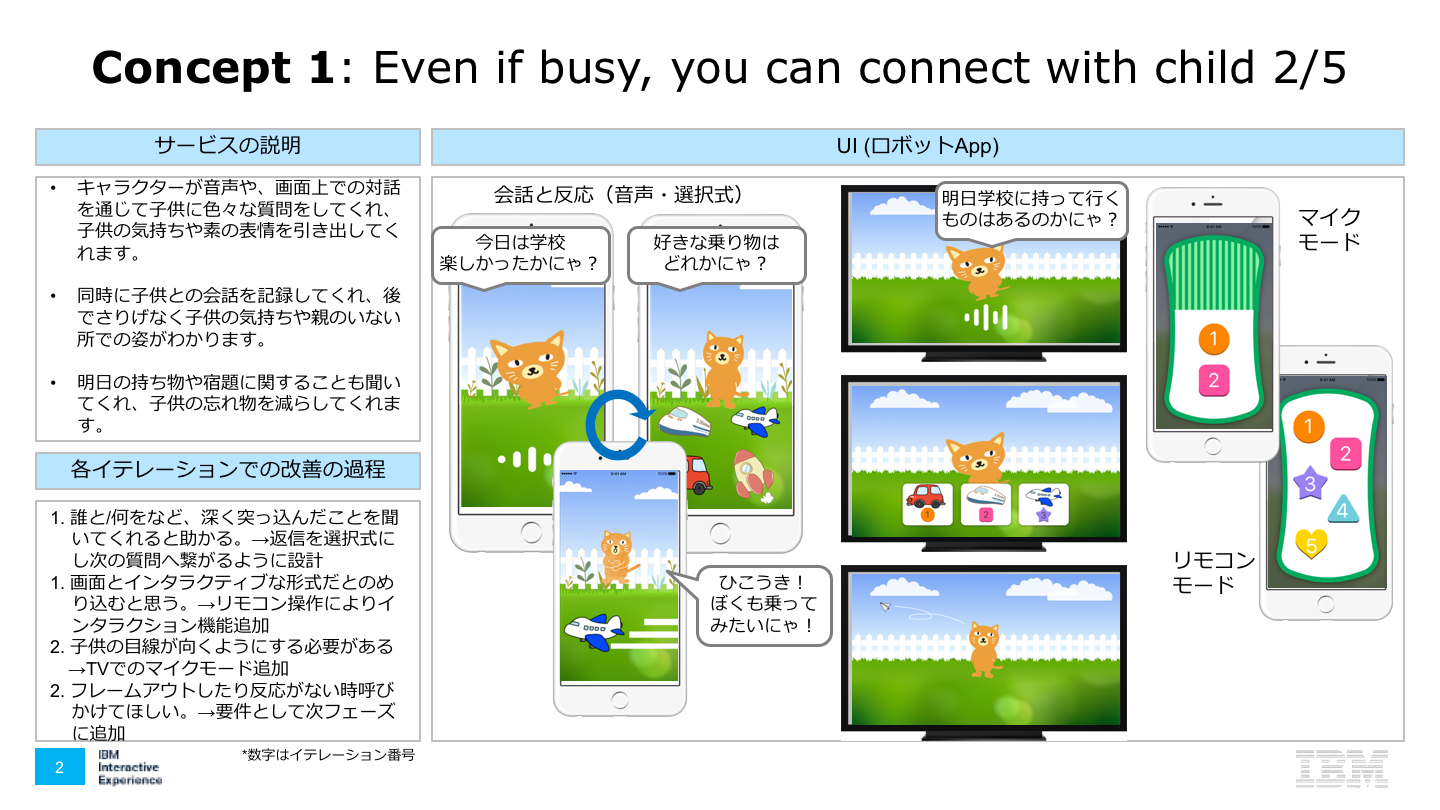 Concept 1: Even if busy, you can connect with child 2/5
サービスの説明
• キャラクターが音声や、画面上での対話
を通じて子供に色々な質問をしてくれ、
子供の気持ちや素の表情を引き出してく
れます。
• 同時に子供との会話を記録してくれ、後
でさりげなく子供の気持ちや親のいない
所での姿がわかります。
• 明日の持ち物や宿題に関することも聞い
てくれ、子供の忘れ物を減らしてくれま
す。
各イテレーションでの改善の過程
1. 誰と/何をなど、深く突っ込んだことを聞
いてくれると助かる。→返信を選択式に
し次の質問へ繋がるように設計
1. 画面とインタラクティブな形式だとのめ
り込むと思う。→リモコン操作によりイ
ンタラクション機能追加
2. 子供の目線が向くようにする必要がある
→TVでのマイクモード追加
2. フレームアウトしたり反応がない時呼び
かけてほしい。→要件として次フェーズ
に追加
*数字はイテレーション番号
UI (ロボットApp)
会話と反応（音声・選択式）
今日は学校
楽しかったかにゃ？
好きな乗り物は
どれかにゃ？
9:41 AM
ひこうき！
ぼくも乗って
みたいにゃ！
明日学校に持って行く
ものはあるのかにゃ？
1
2
3
マイク
モード
9:41 AM
1
2
リモコン
モード
9:41 AM
1
2
3
4
5
2
IBM
Interactive
Experience
IBM